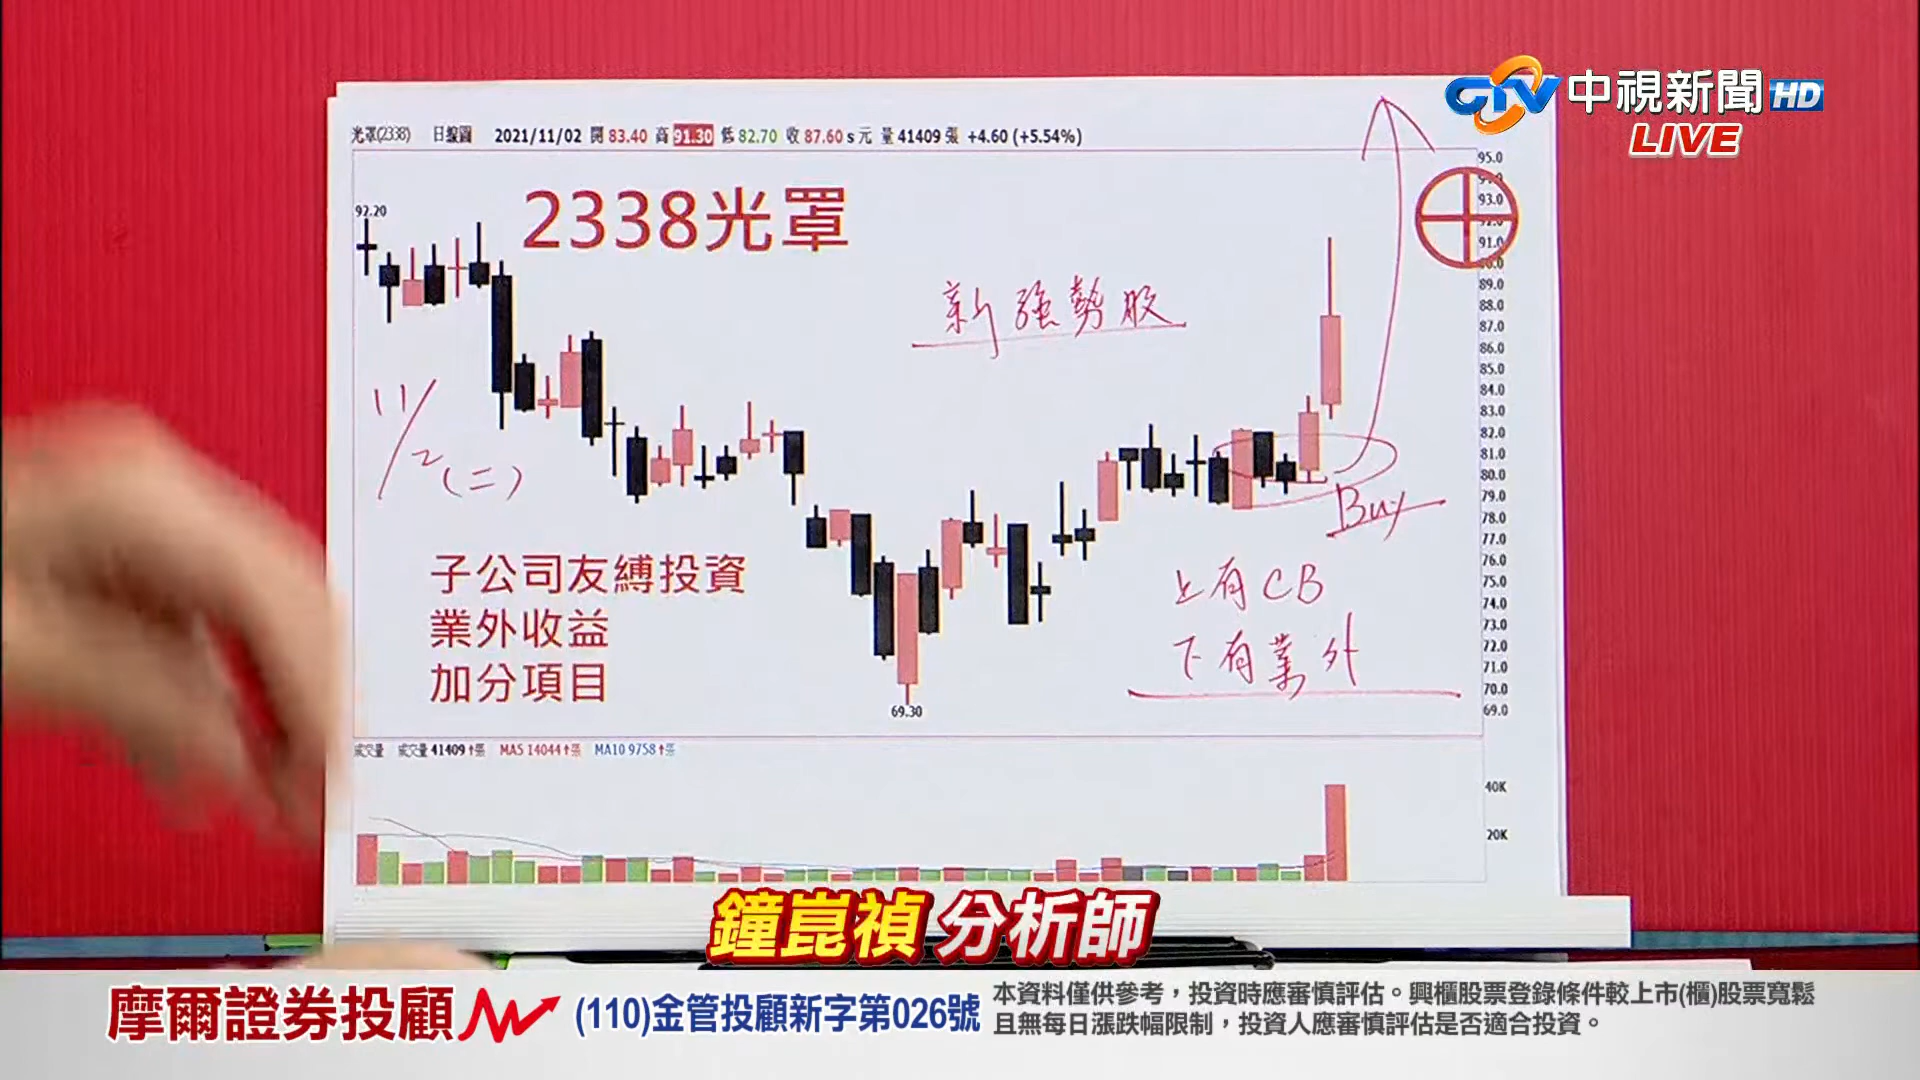 CTV 中視新聞 HD
LIVE
光罩(2338) 日線圖 2021/11/02 開 83.40 高 91.30 低 82.70 收 87.60 s 元 量 41409 張 +4.60 (+5.54%)
2338光罩
92.20
新強勢股
11/2(二)
Buy
子公司友縛投資
業外收益
加分項目
上有CB
下有業外
69.30
95.0
93.0
91.0
89.0
88.0
87.0
86.0
85.0
84.0
83.0
82.0
81.0
80.0
79.0
78.0
77.0
76.0
75.0
74.0
73.0
72.0
71.0
70.0
69.0
成交量 成交量 41409↑張 MA5 14044↑張 MA10 9758↑張
40K
20K
鐘崑禎 分析師
摩爾證券投顧 (110)金管投顧新字第026號
本資料僅供參考，投資時應審慎評估。興櫃股票登錄條件較上市(櫃)股票寬鬆
且無每日漲跌幅限制，投資人應審慎評估是否適合投資。